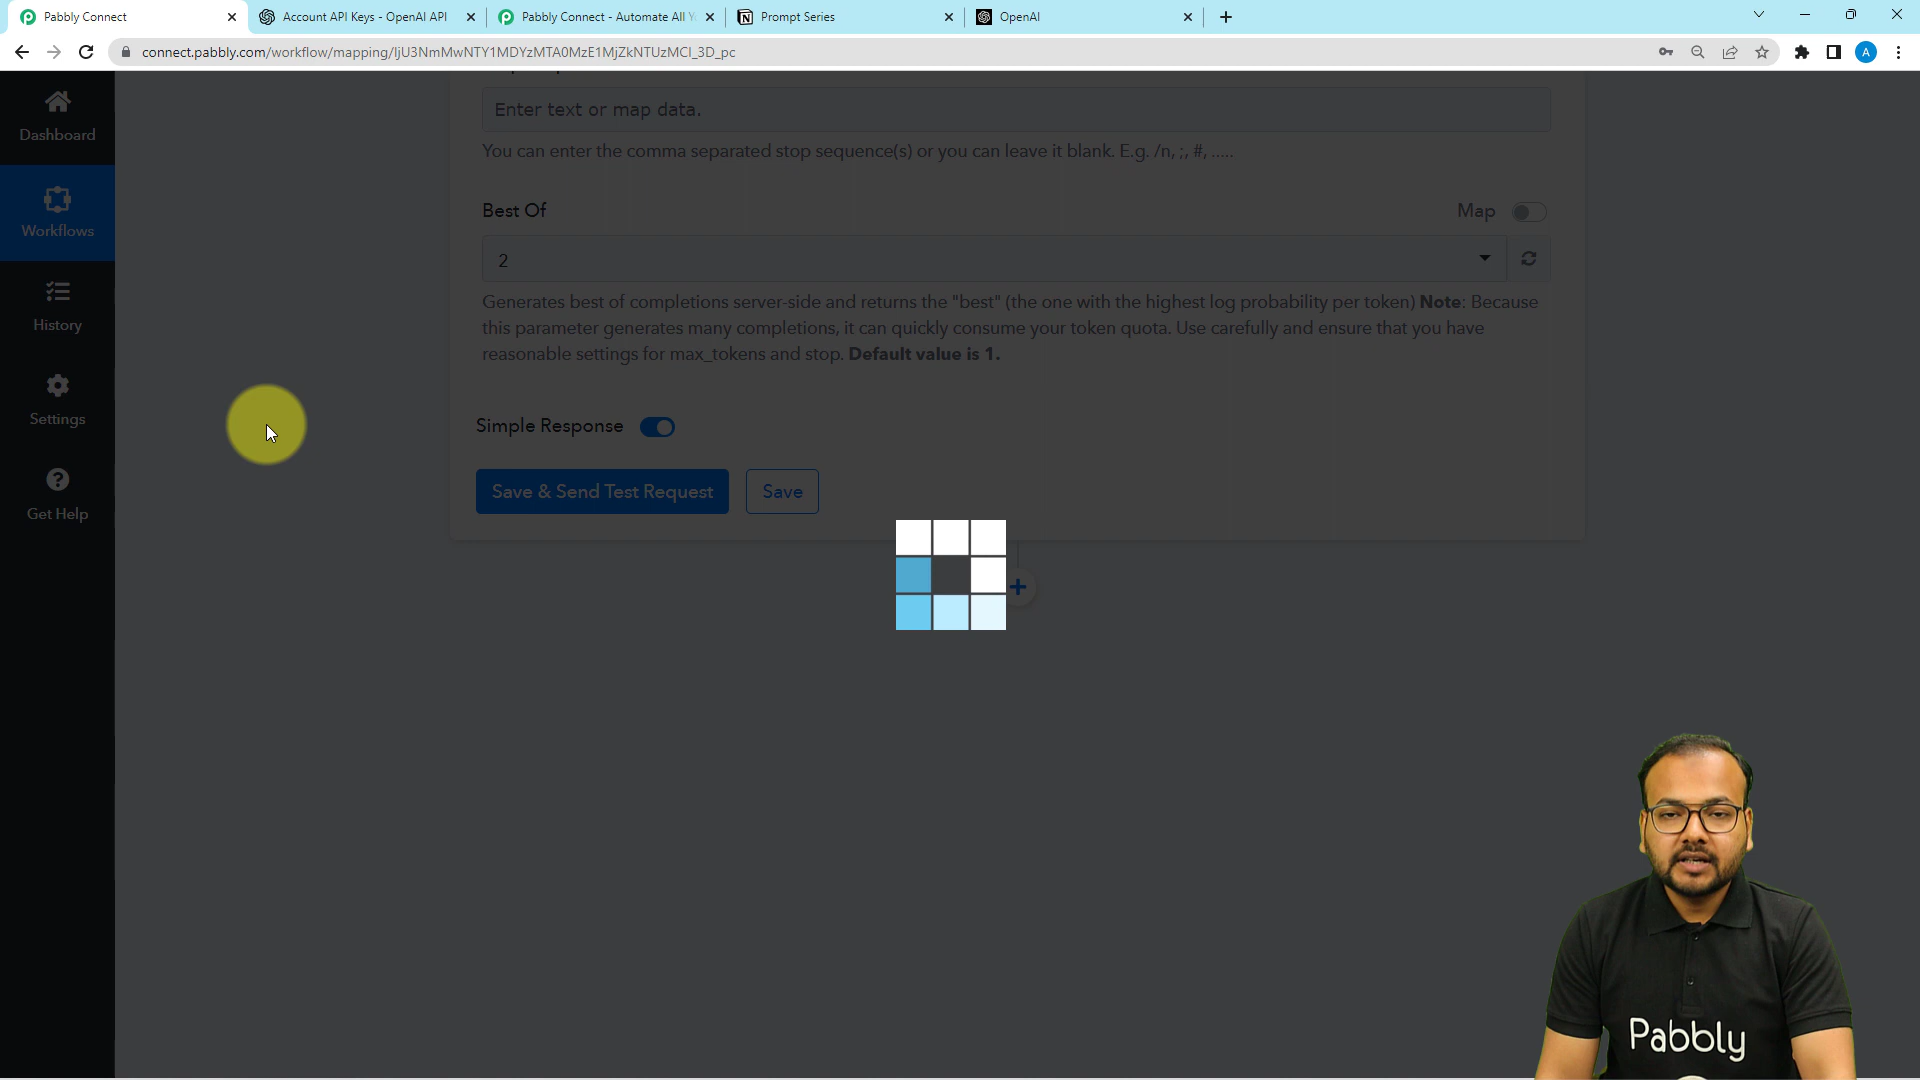 Pabbly Connect
Account API Keys - OpenAI API
Pabbly Connect - Automate All Y
Prompt Series
OpenAI
connect.pabbly.com/workflow/mapping/IjU3NmMwNTY1MDYzMTA0MzE1MjZkNTUzMCI_3D_pc
A
Dashboard
Workflows
History
Settings
Get Help
Enter text or map data.
You can enter the comma separated stop sequence(s) or you can leave it blank. E.g. /n, ;, #, .....
Best Of
Map
2
Generates best of completions server-side and returns the "best" (the one with the highest log probability per token) Note: Because
this parameter generates many completions, it can quickly consume your token quota. Use carefully and ensure that you have
reasonable settings for max_tokens and stop. Default value is 1.
Simple Response
Save & Send Test Request
Save
Pabbly